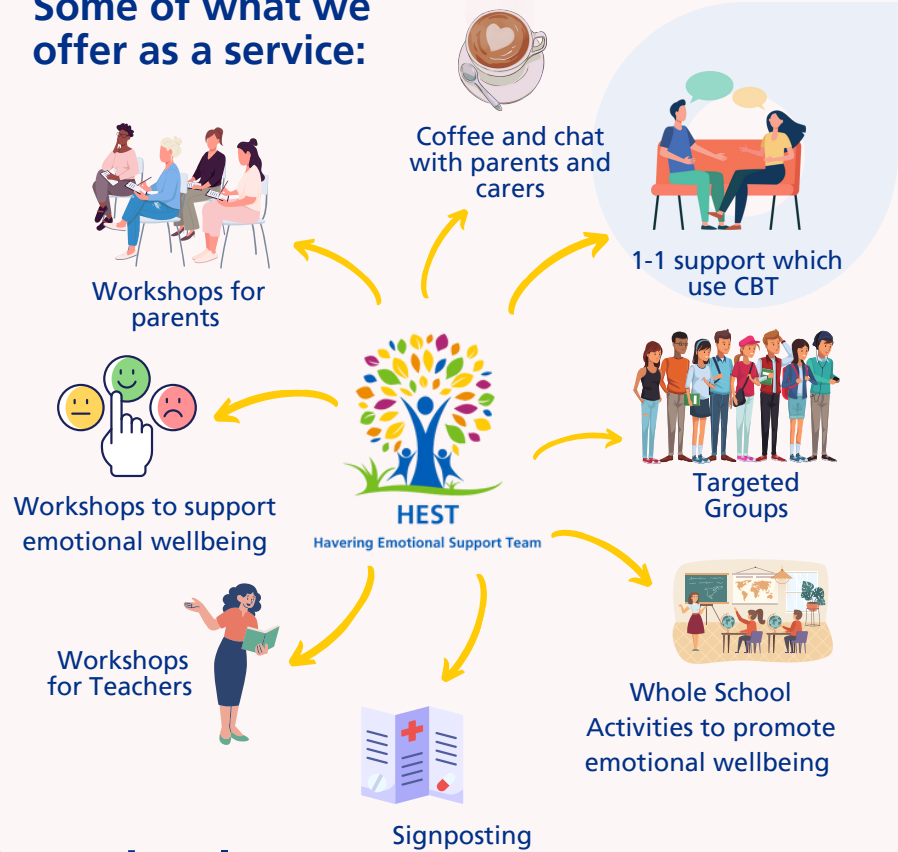 Some of what we
offer as a service:
Coffee and chat
with parents and
carers
1-1 support which
use CBT
Workshops for
parents
Targeted
Groups
Workshops to support
emotional wellbeing
HEST
Havering Emotional Support Team
Workshops
for Teachers
Whole School
Activities to promote
emotional wellbeing
Signposting